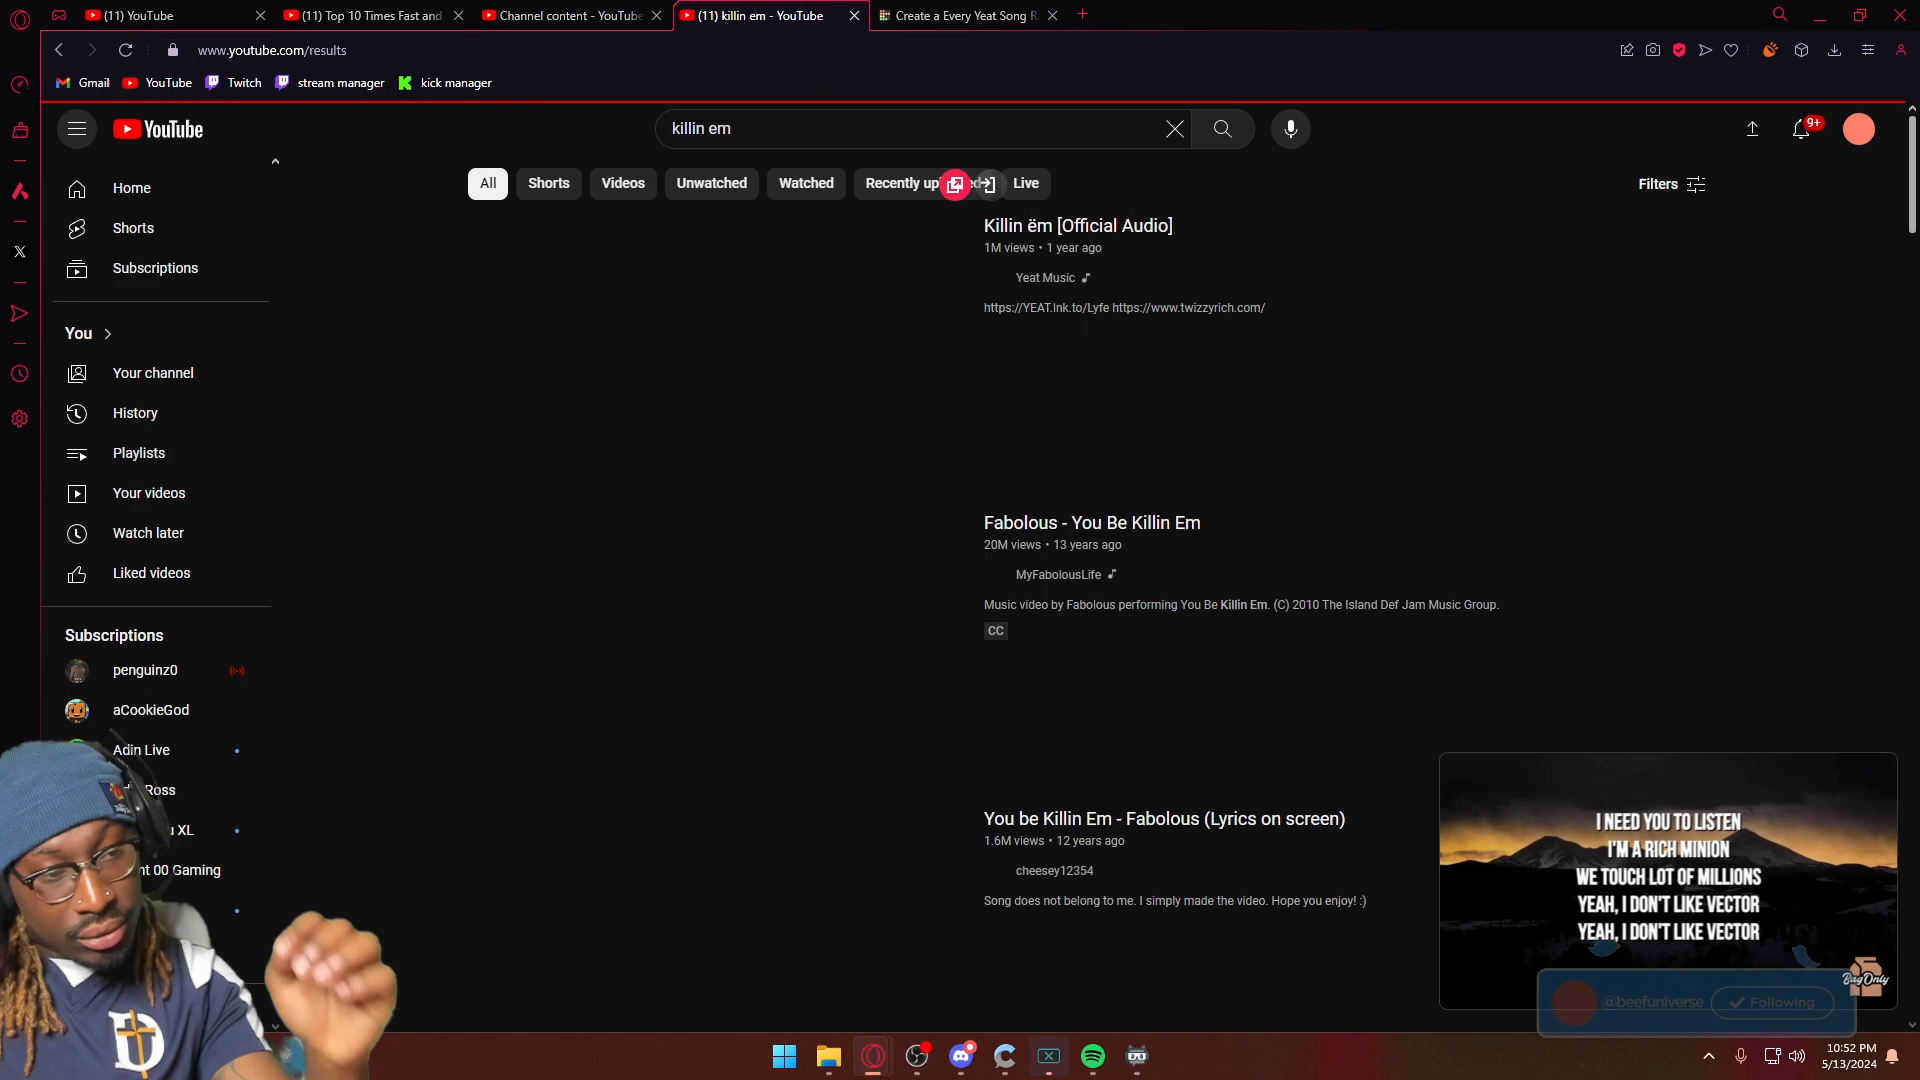 (11) YouTube
(11) Top 10 Times Fast and
Channel content - YouTube
(11) killin em - YouTube
Create a Every Yeat Song R
www.youtube.com/results
Gmail
YouTube
Twitch
stream manager
kick manager
YouTube
killin em
9+
All
Shorts
Videos
Unwatched
Watched
Recently up
ed
Live
Filters
Home
Shorts
Subscriptions
You
Your channel
History
Playlists
Your videos
Watch later
Liked videos
Subscriptions
penguinz0
aCookieGod
Adin Live
Ross
XL
nt 00 Gaming
Killin ëm [Official Audio]
1M views • 1 year ago
Yeat Music
https://YEAT.lnk.to/Lyfe https://www.twizzyrich.com/
Fabolous - You Be Killin Em
20M views • 13 years ago
MyFabolousLife
Music video by Fabolous performing You Be Killin Em. (C) 2010 The Island Def Jam Music Group.
CC
You be Killin Em - Fabolous (Lyrics on screen)
1.6M views • 12 years ago
cheesey12354
Song does not belong to me. I simply made the video. Hope you enjoy! :)
I NEED YOU TO LISTEN
I'M A RICH MINION
WE TOUCH LOT OF MILLIONS
YEAH, I DON'T LIKE VECTOR
YEAH, I DON'T LIKE VECTOR
BagOnly
@beefuniverse
Following
D
10:52 PM
5/13/2024